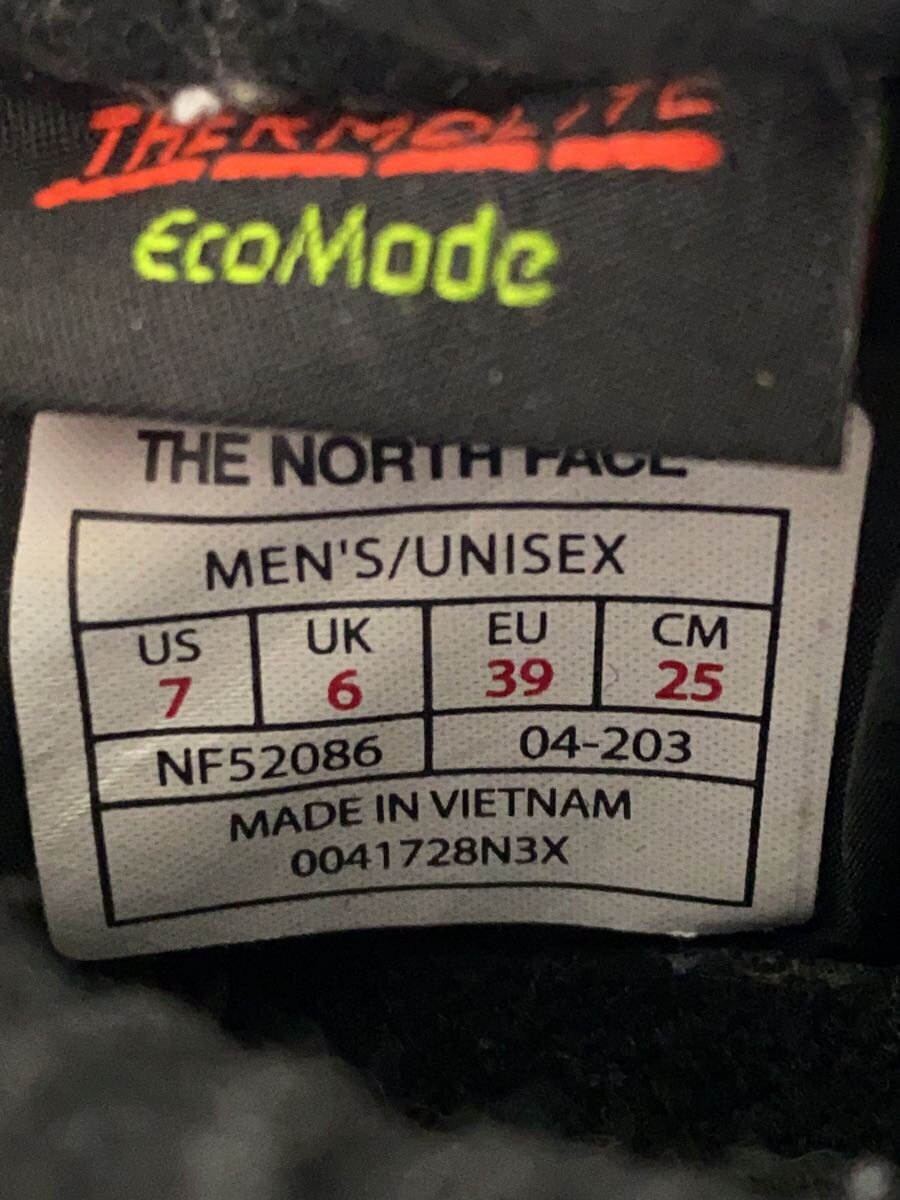 THERMOLITE
EcoMode
THE NORTH FACE
MEN'S/UNISEX
US UK EU CM
7 6 39 25
NF52086 04-203
MADE IN VIETNAM
0041728N3X